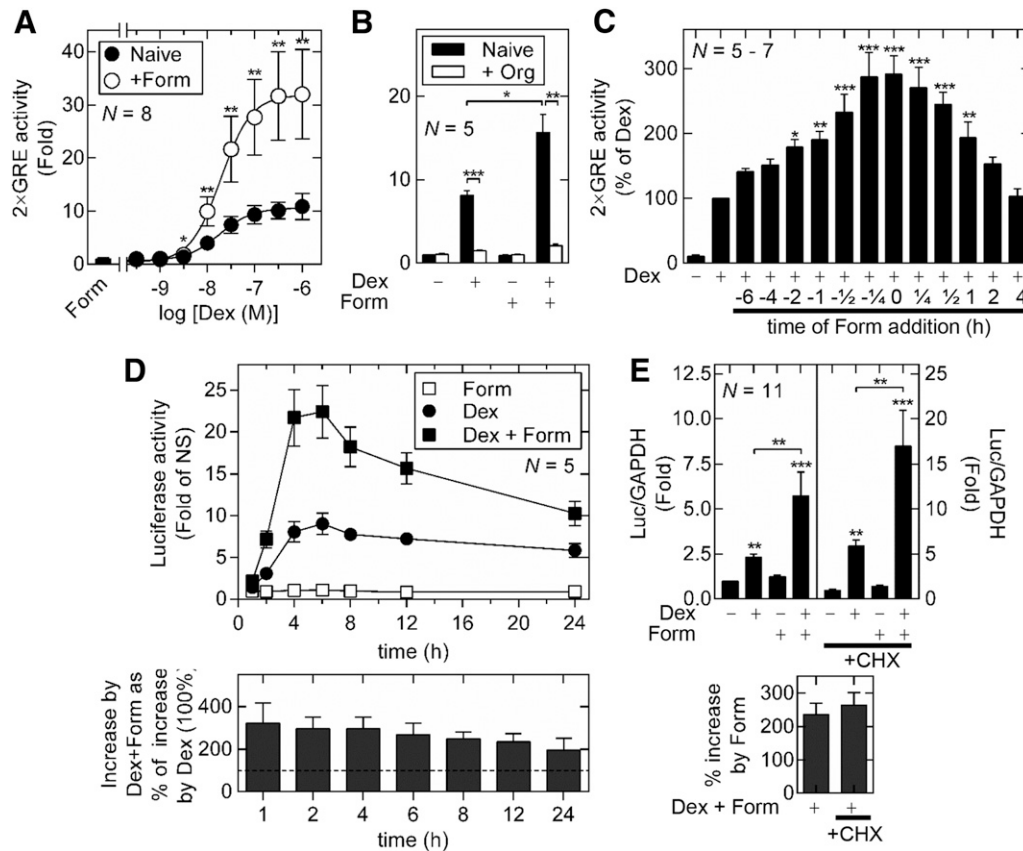 A
2×GRE activity
(Fold)
40
30
20
10
0
Naive
+Form
N = 8
* ** ** ** ** **
Form
-9 -8 -7 -6
log [Dex (M)]
B
20
10
0
Naive
+ Org
N = 5
* **
***
Dex − + − +
Form + +
C
2×GRE activity
(% of Dex)
300
200
100
0
N = 5 - 7
* ** *** *** *** *** *** **
Dex − + + + + + + + + + + + +
-6 -4 -2 -1 -½ -¼ 0 ¼ ½ 1 2 4
time of Form addition (h)
D
Luciferase activity
(Fold of NS)
25
20
15
10
5
0
Form
Dex
Dex + Form
N = 5
0 4 8 12 16 20 24
time (h)
Increase by
Dex+Form as
% of increase
by Dex (100%)
400
200
0
1 2 4 6 8 12 24
time (h)
E
Luc/GAPDH
(Fold)
12.5
10.0
7.5
5.0
2.5
0.0
N = 11
** ** ***
** ** ***
25
20
15
10
5
0
Luc/GAPDH
(Fold)
Dex − + − + − + − +
Form + + + +
+CHX
% increase
by Form
300
200
100
0
Dex + Form + +
+CHX